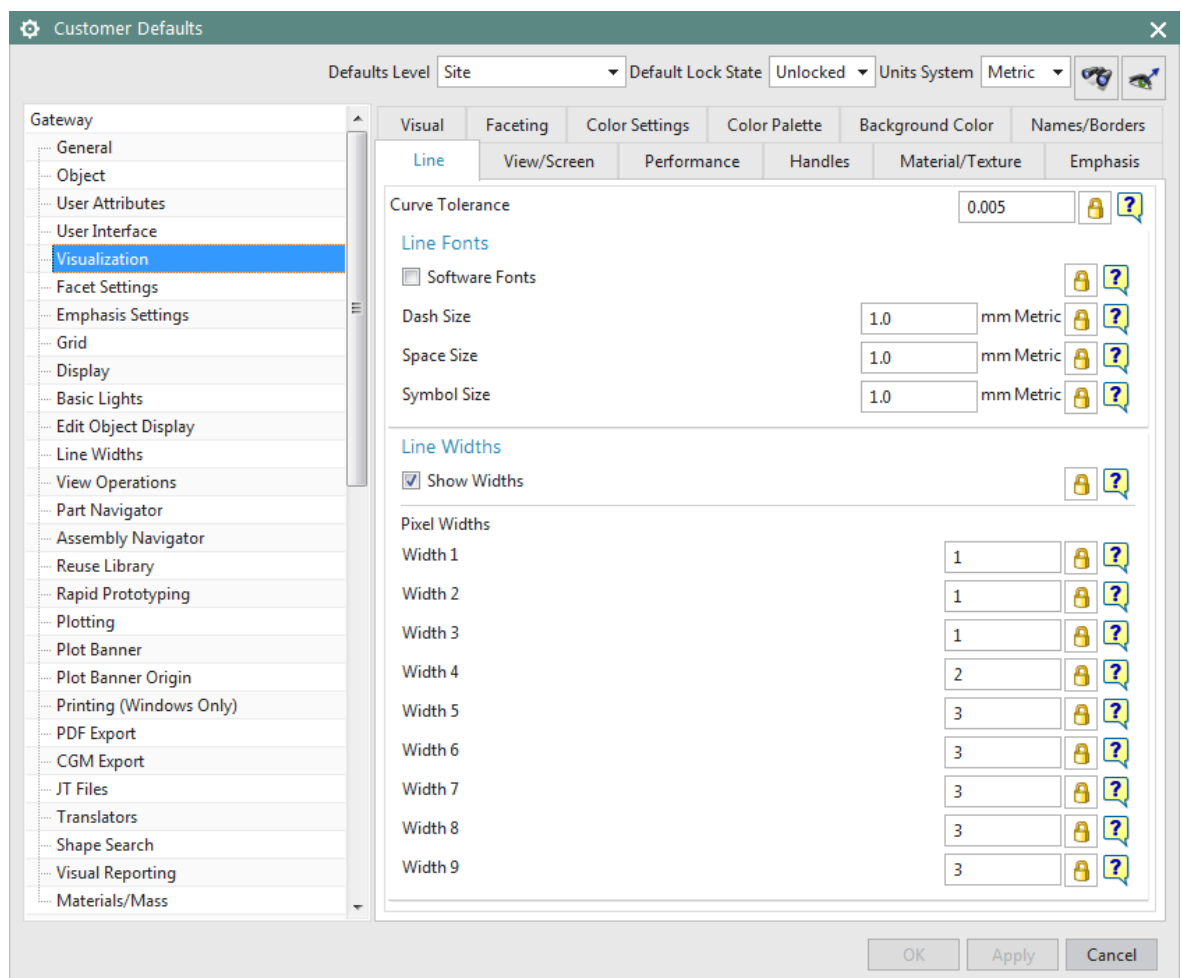 Customer Defaults
Defaults Level Site Default Lock State Unlocked Units System Metric
Gateway
General
Object
User Attributes
User Interface
Visualization
Facet Settings
Emphasis Settings
Grid
Display
Basic Lights
Edit Object Display
Line Widths
View Operations
Part Navigator
Assembly Navigator
Reuse Library
Rapid Prototyping
Plotting
Plot Banner
Plot Banner Origin
Printing (Windows Only)
PDF Export
CGM Export
JT Files
Translators
Shape Search
Visual Reporting
Materials/Mass
Visual Faceting Color Settings Color Palette Background Color Names/Borders
Line View/Screen Performance Handles Material/Texture Emphasis
Curve Tolerance 0.005 ?
Line Fonts
Software Fonts ?
Dash Size 1.0 mm Metric ?
Space Size 1.0 mm Metric ?
Symbol Size 1.0 mm Metric ?
Line Widths
Show Widths ?
Pixel Widths
Width 1 1 ?
Width 2 1 ?
Width 3 1 ?
Width 4 2 ?
Width 5 3 ?
Width 6 3 ?
Width 7 3 ?
Width 8 3 ?
Width 9 3 ?
OK Apply Cancel